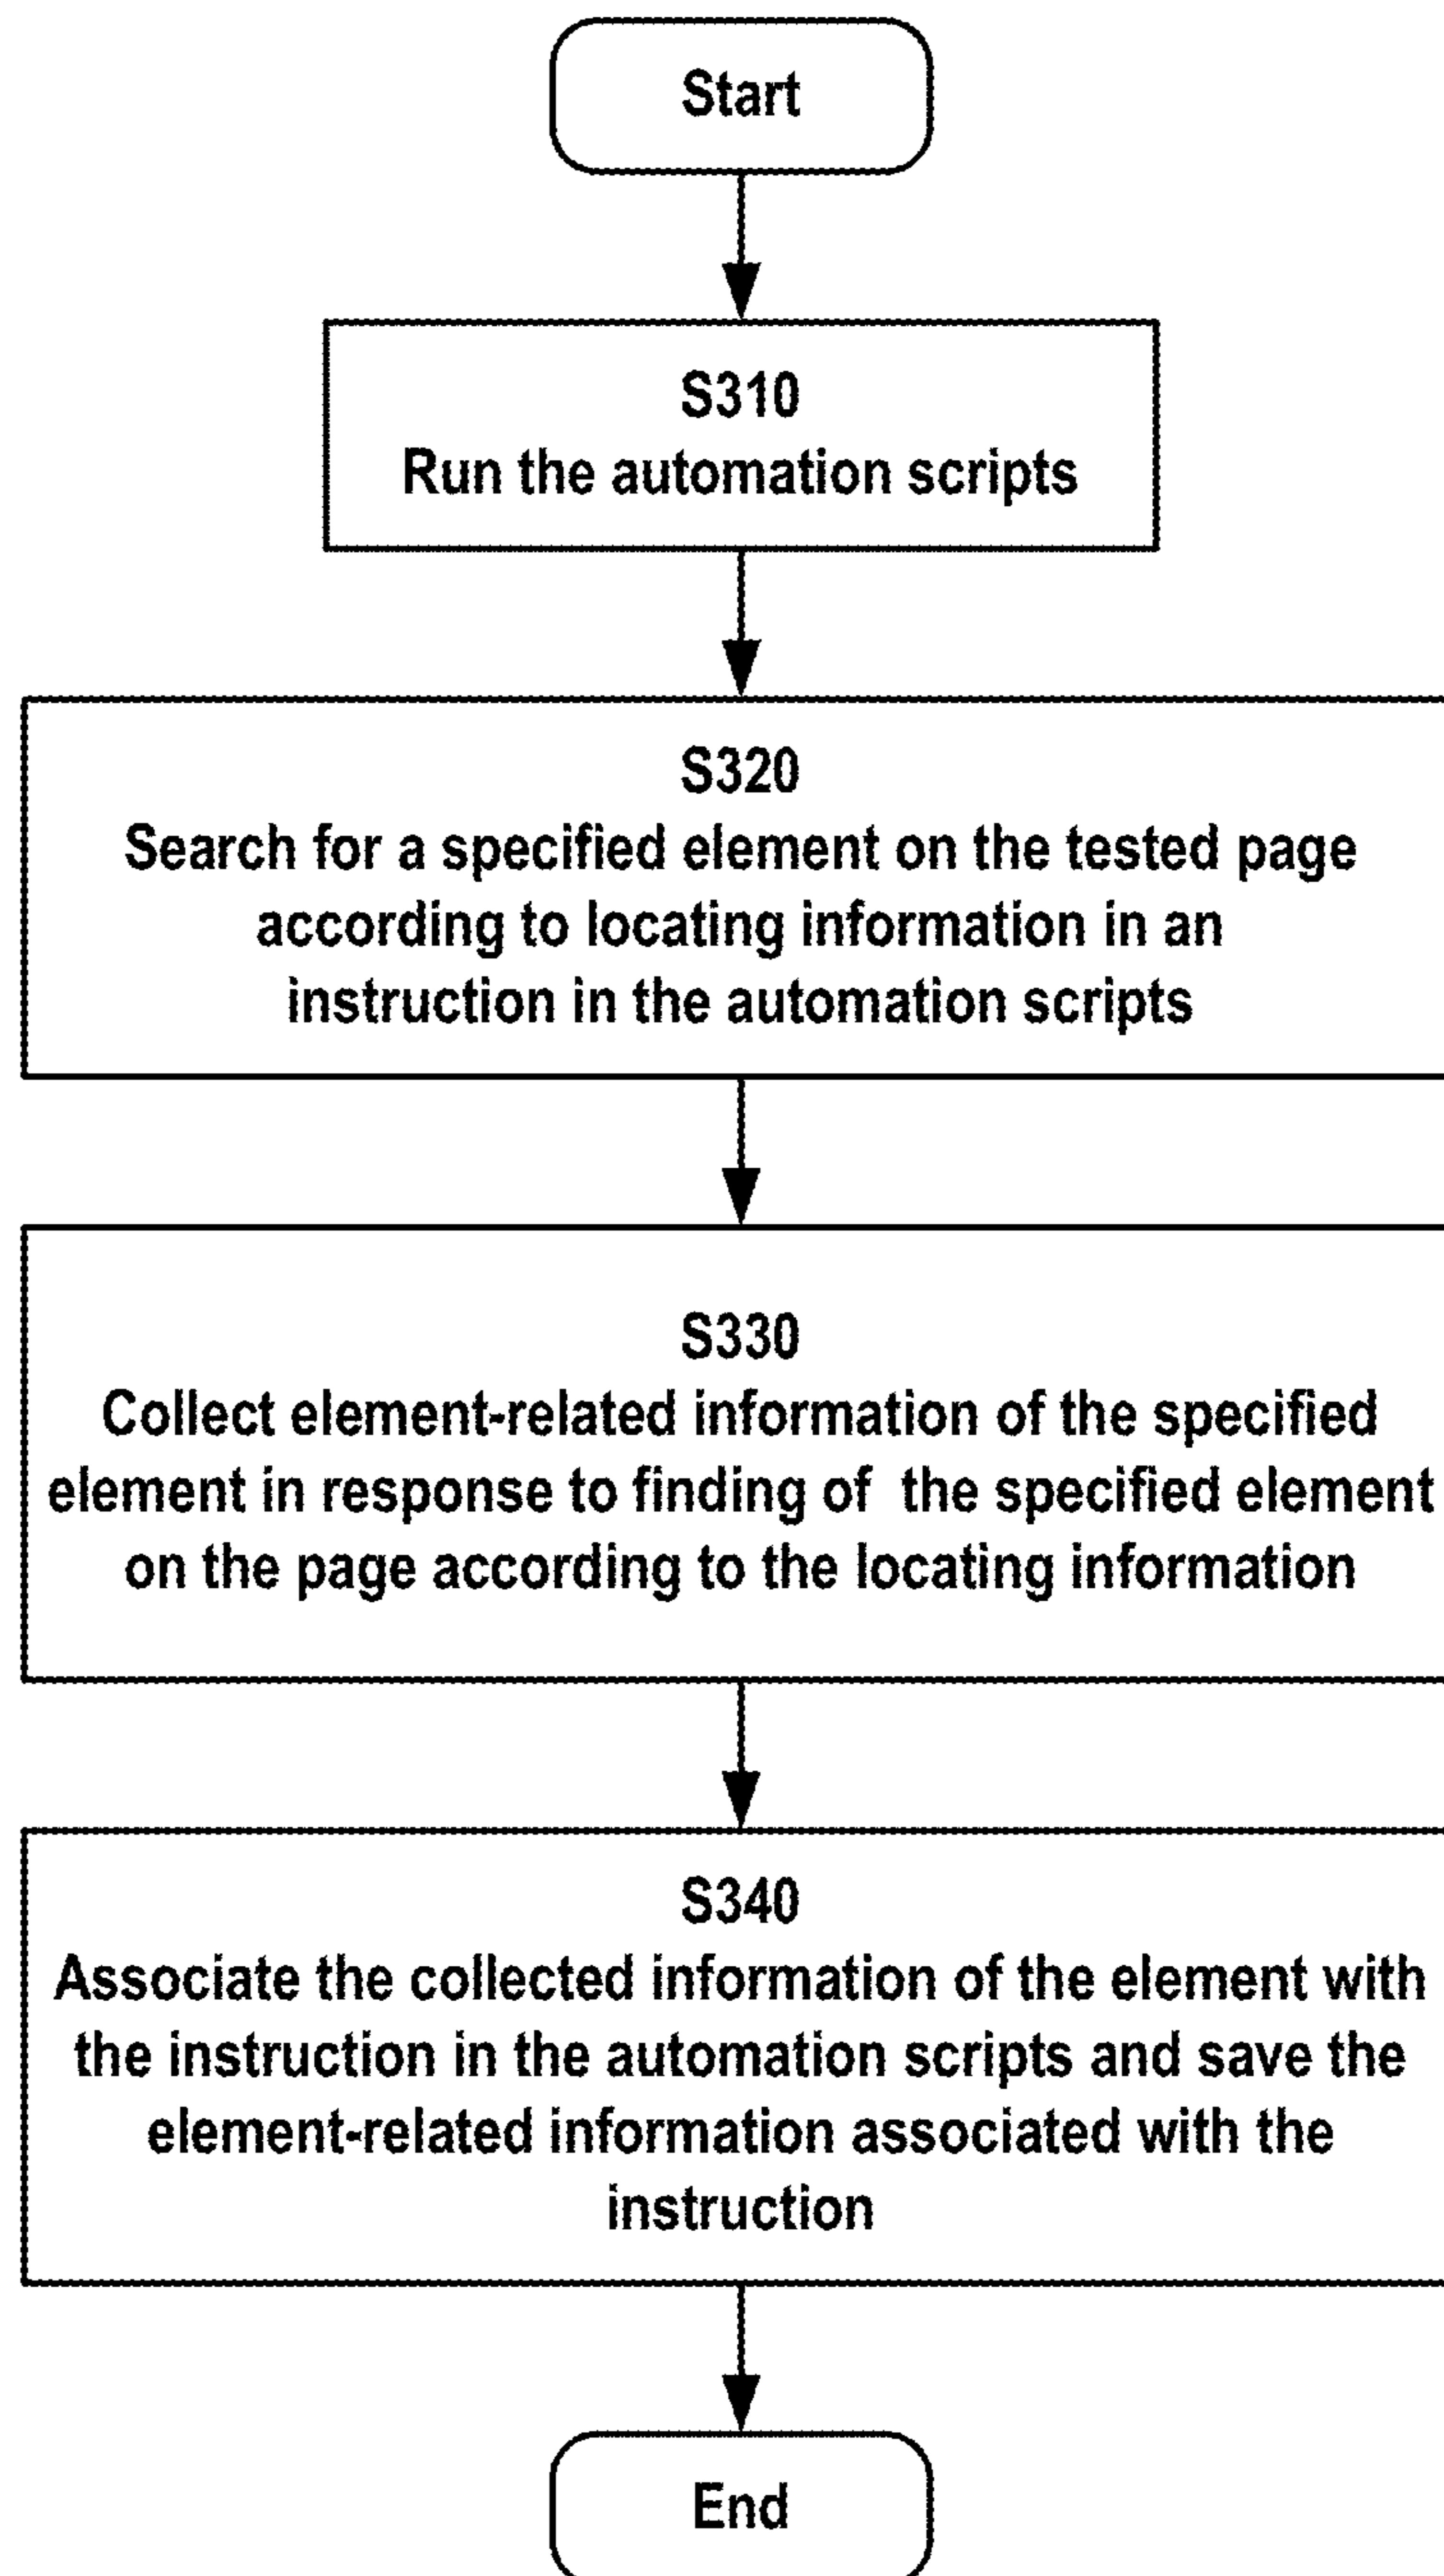 Start
S310
Run the automation scripts
S320
Search for a specified element on the tested page
according to locating information in an
instruction in the automation scripts
S330
Collect element-related information of the specified
element in response to finding of the specified element
on the page according to the locating information
S340
Associate the collected information of the element with
the instruction in the automation scripts and save the
element-related information associated with the
instruction
End